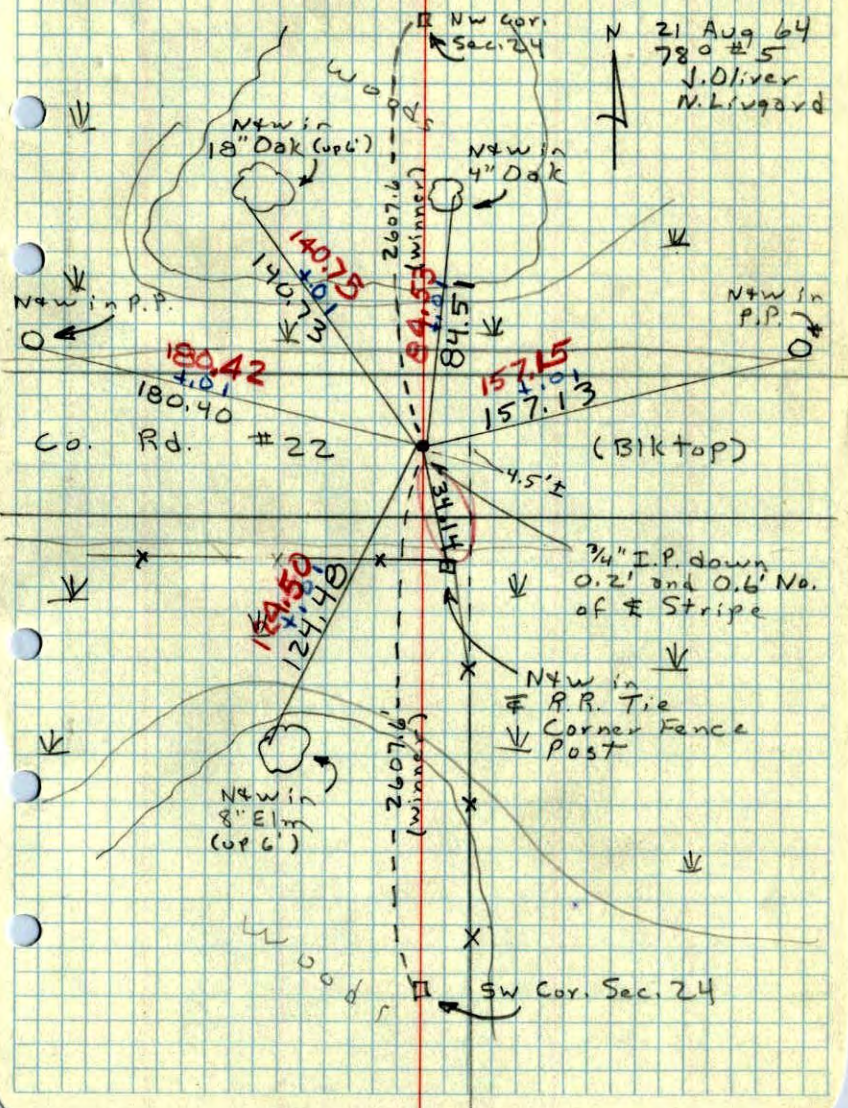 NW Cor.
Sec. 24
N
21 Aug 64
78° #5
J. Oliver
N. Livgard
Woods
N&W in
18" Oak (up 6')
N&W in
4" Oak
2607.6
(Winner)
140.75
+.01
140.73
84.53
+.01
84.51
N&W in P.P.
N&W in
P.P.
180.42
+.01
180.40
157.15
+.01
157.13
Co. Rd. #22
(Blktop)
4.5'±
34.14
3/4" I.P. down
0.2' and 0.6' No.
of ℄ Stripe
124.50
+.01
124.48
N&W in
℄ R.R. Tie
Corner Fence
Post
2607.6'
(Winner)
N&W in
8" Elm
(up 6')
Woods
SW Cor. Sec. 24